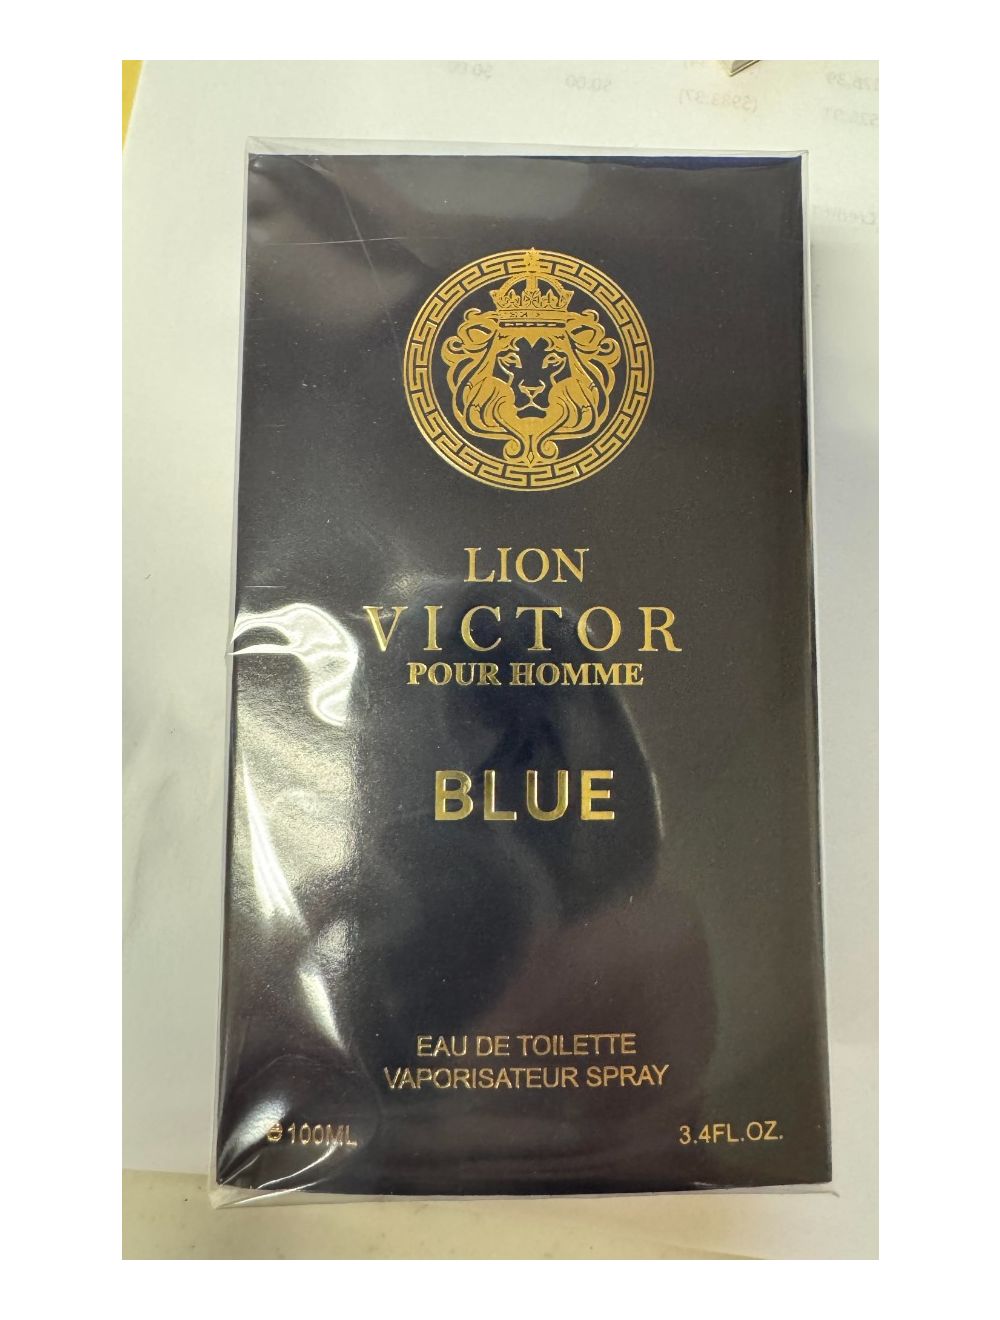 LION
VICTOR
POUR HOMME
BLUE
EAU DE TOILETTE
VAPORISATEUR SPRAY
℮ 100ML 3.4FL.OZ.